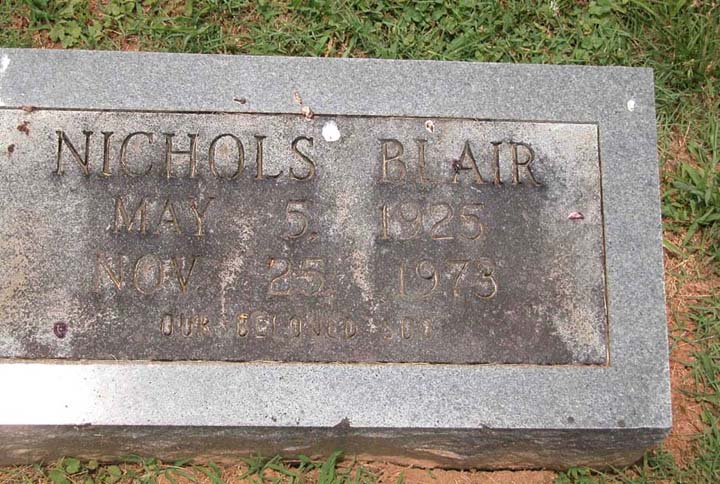 NICHOLS BLAIR
MAY 5, 1925
NOV. 25, 1973
OUR BELOVED SON